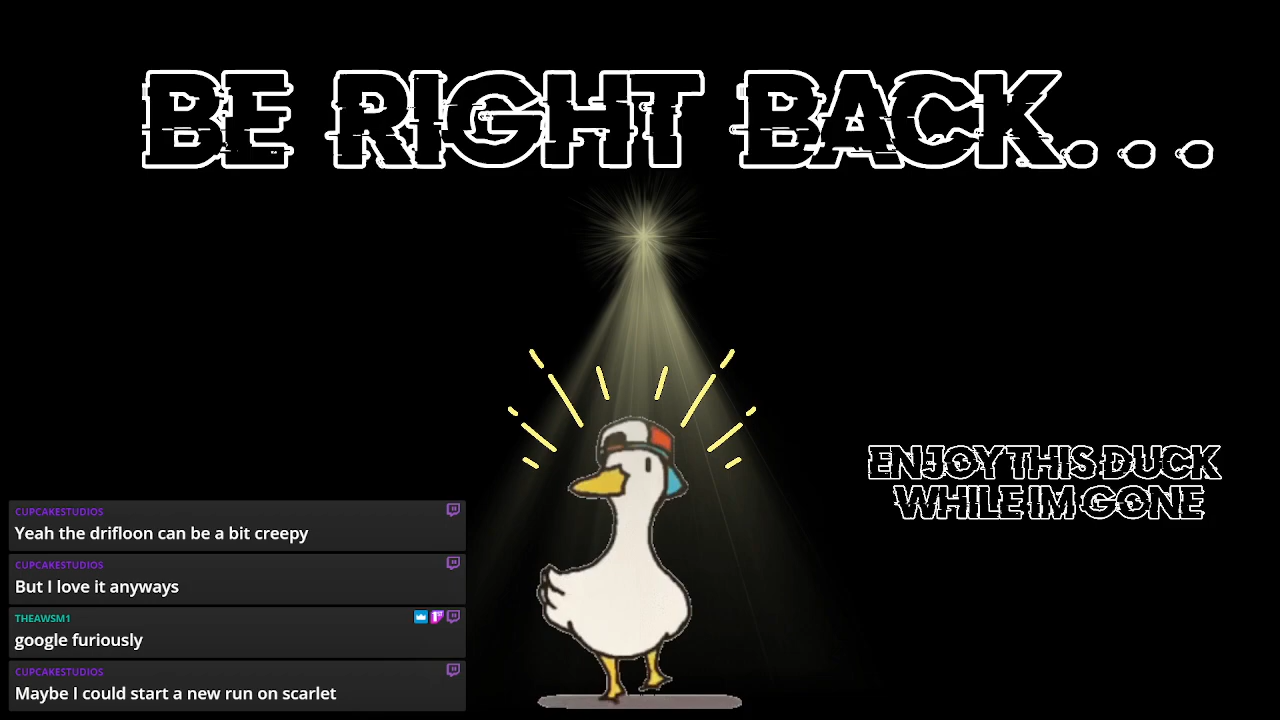 BE RIGHT BACK...
ENJOY THIS DUCK
WHILE IM GONE
CUPCAKESTUDIOS
Yeah the drifloon can be a bit creepy
CUPCAKESTUDIOS
But I love it anyways
THEAWSM1
google furiously
CUPCAKESTUDIOS
Maybe I could start a new run on scarlet